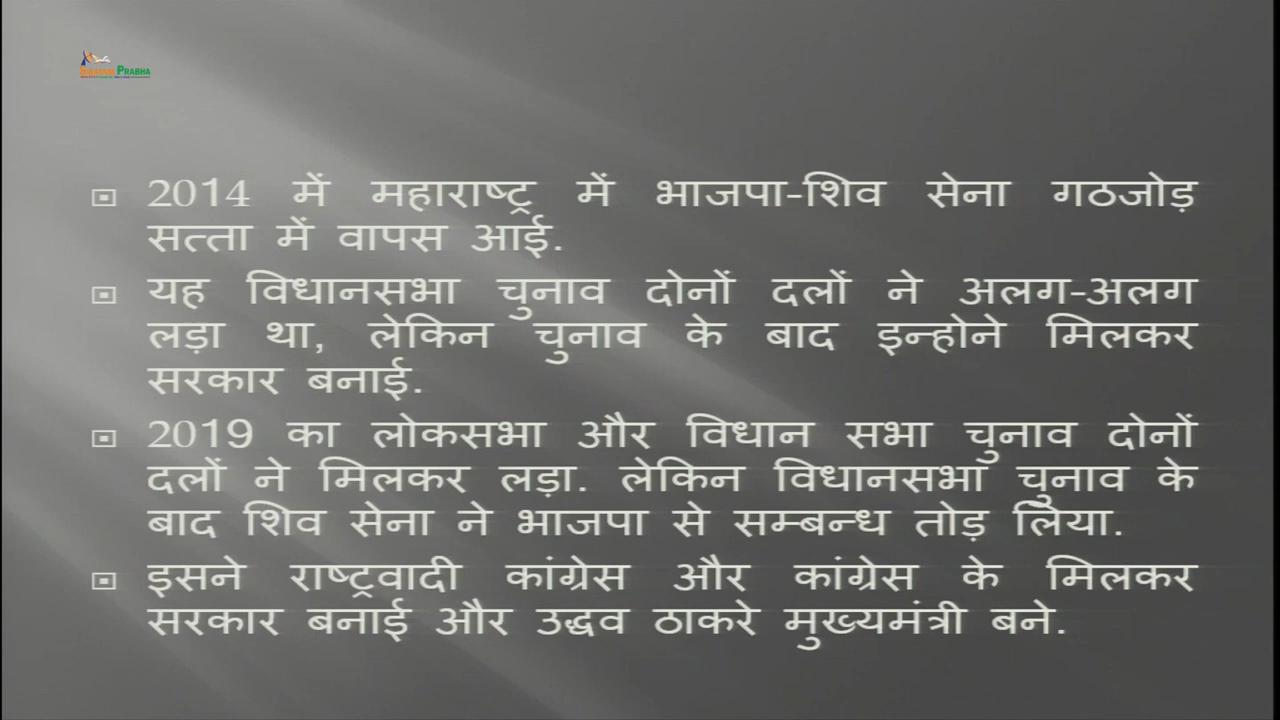 SWAYAM PRABHA
2014 में महाराष्ट्र में भाजपा-शिव सेना गठजोड़
सत्ता में वापस आई.
यह विधानसभा चुनाव दोनों दलों ने अलग-अलग
लड़ा था, लेकिन चुनाव के बाद इन्होने मिलकर
सरकार बनाई.
2019 का लोकसभा और विधान सभा चुनाव दोनों
दलों ने मिलकर लड़ा. लेकिन विधानसभा चुनाव के
बाद शिव सेना ने भाजपा से सम्बन्ध तोड़ लिया.
इसने राष्ट्रवादी कांग्रेस और कांग्रेस के मिलकर
सरकार बनाई और उद्धव ठाकरे मुख्यमंत्री बने.